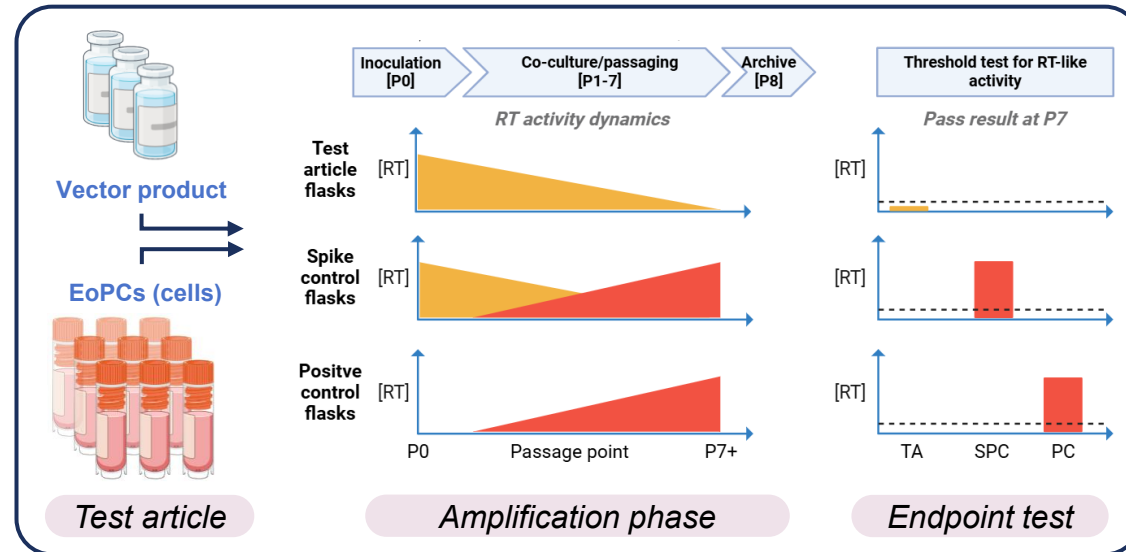 Vector product
EoPCs (cells)
Test article
Inoculation
[P0]
Co-culture/passaging
[P1-7]
Archive
[P8]
RT activity dynamics
Test
article
flasks
[RT]
Spike
control
flasks
[RT]
Positve
control
flasks
[RT]
P0
Passage point
P7+
Amplification phase
Threshold test for RT-like
activity
Pass result at P7
[RT]
[RT]
[RT]
TA
SPC
PC
Endpoint test